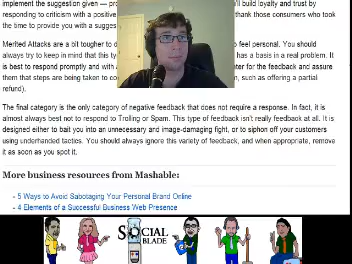 implement the suggestion given — 'll build loyalty and trust by
responding to criticism with a positive thank those consumers who took
the time to provide you with a sugges
Merited Attacks are a bit tougher to o feel personal. You should
always try to keep in mind that this ty has a basis in a real problem. It
is best to respond promptly and with a ter for the feedback and assure
them that steps are being taken to co on, such as offering a partial
refund).
The final category is the only category of negative feedback that does not require a response. In fact, it is
almost always best not to respond to Trolling or Spam. This type of feedback isn't really feedback at all. It is
designed either to bait you into an unnecessary and image-damaging fight, or to siphon off your customers
using underhanded tactics. You should always ignore this variety of feedback, and when appropriate, remove
it as soon as you spot it.
More business resources from Mashable:
- 5 Ways to Avoid Sabotaging Your Personal Brand Online
- 4 Elements of a Successful Business Web Presence
SOCIAL
BLADE